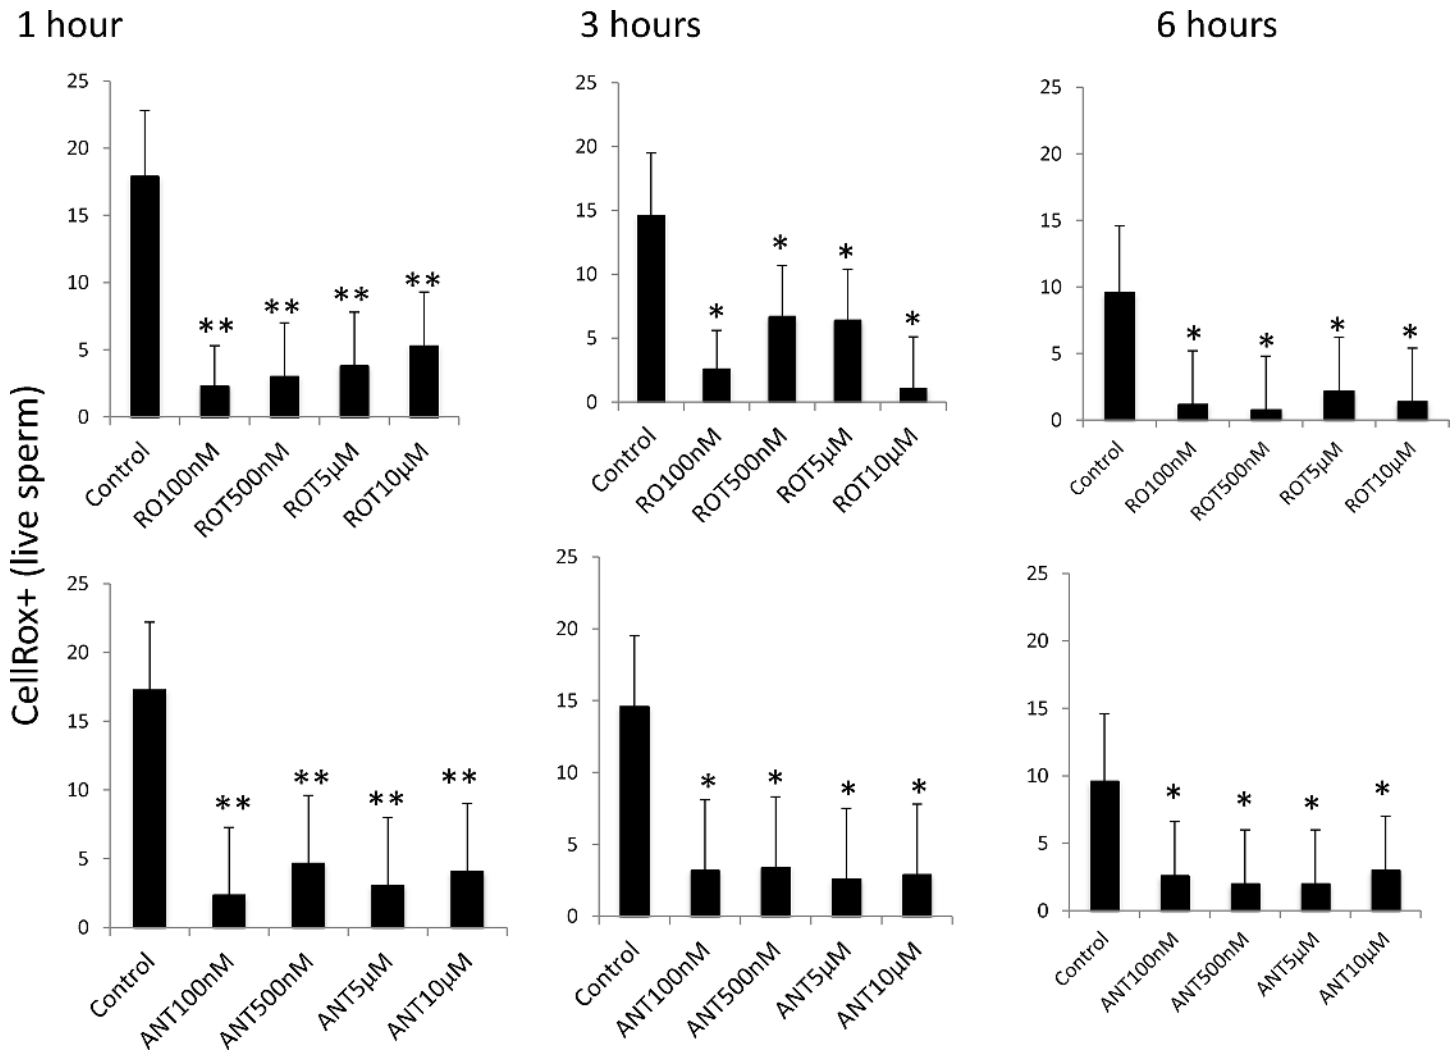 1 hour
3 hours
6 hours
CellRox+ (live sperm)
25
20
15
10
5
0
**
**
**
**
Control
RO100nM
ROT500nM
ROT5µM
ROT10µM
25
20
15
10
5
0
*
*
*
*
Control
RO100nM
ROT500nM
ROT5µM
ROT10µM
25
20
15
10
5
0
*
*
*
*
Control
RO100nM
ROT500nM
ROT5µM
ROT10µM
25
20
15
10
5
0
**
**
**
**
Control
ANT100nM
ANT500nM
ANT5µM
ANT10µM
25
20
15
10
5
0
*
*
*
*
Control
ANT100nM
ANT500nM
ANT5µM
ANT10µM
25
20
15
10
5
0
*
*
*
*
Control
ANT100nM
ANT500nM
ANT5µM
ANT10µM